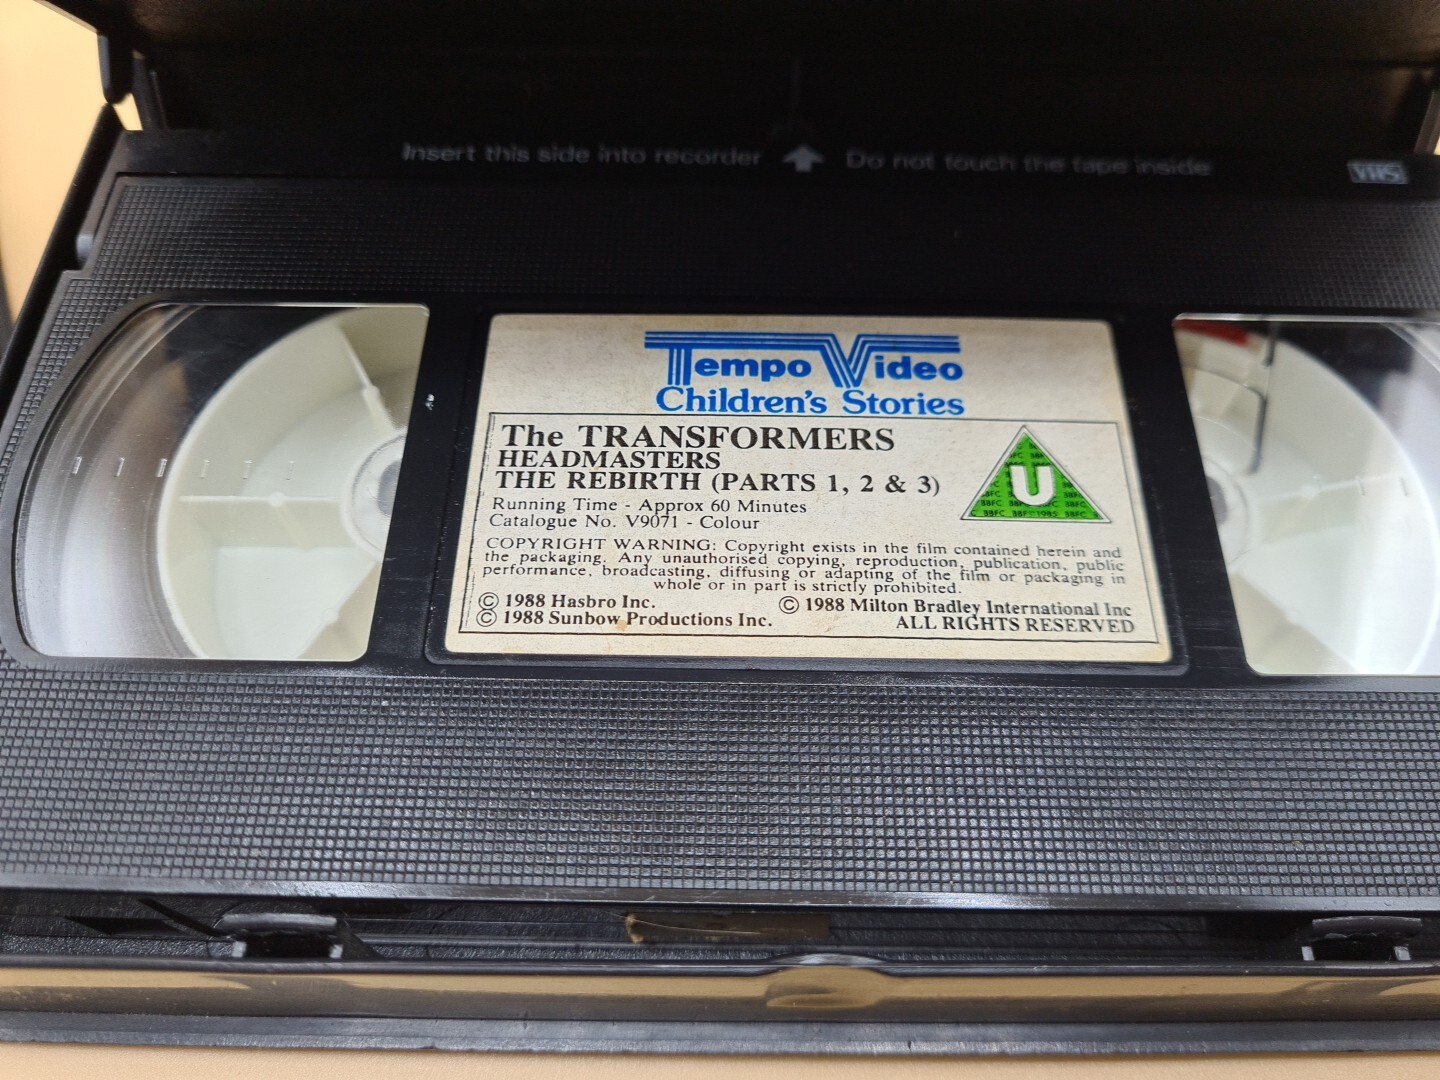 Insert this side into recorder Do not touch the tape inside VHS
Tempo Video
Children's Stories
The TRANSFORMERS
HEADMASTERS
THE REBIRTH (PARTS 1, 2 & 3)
U
Running Time - Approx 60 Minutes
Catalogue No. V9071 - Colour
COPYRIGHT WARNING: Copyright exists in the film contained herein and
the packaging. Any unauthorised copying, reproduction, publication, public
performance, broadcasting, diffusing or adapting of the film or packaging in
whole or in part is strictly prohibited.
© 1988 Hasbro Inc. © 1988 Milton Bradley International Inc
© 1988 Sunbow Productions Inc. ALL RIGHTS RESERVED